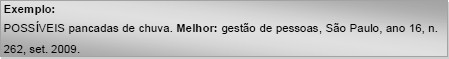 Exemplo:
POSSÍVEIS pancadas de chuva. Melhor: gestão de pessoas, São Paulo, ano 16, n.
262, set. 2009.